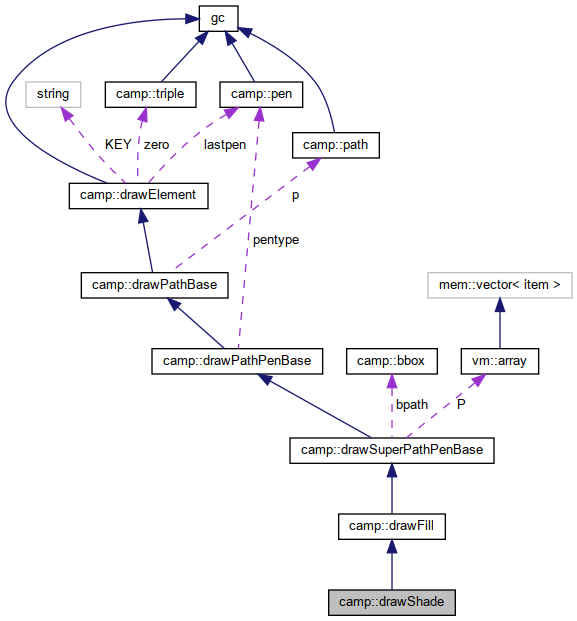 gc
string
camp::triple
camp::pen
KEY
zero
lastpen
camp::path
camp::drawElement
p
pentype
camp::drawPathBase
mem::vector< item >
camp::drawPathPenBase
camp::bbox
vm::array
bpath
P
camp::drawSuperPathPenBase
camp::drawFill
camp::drawShade